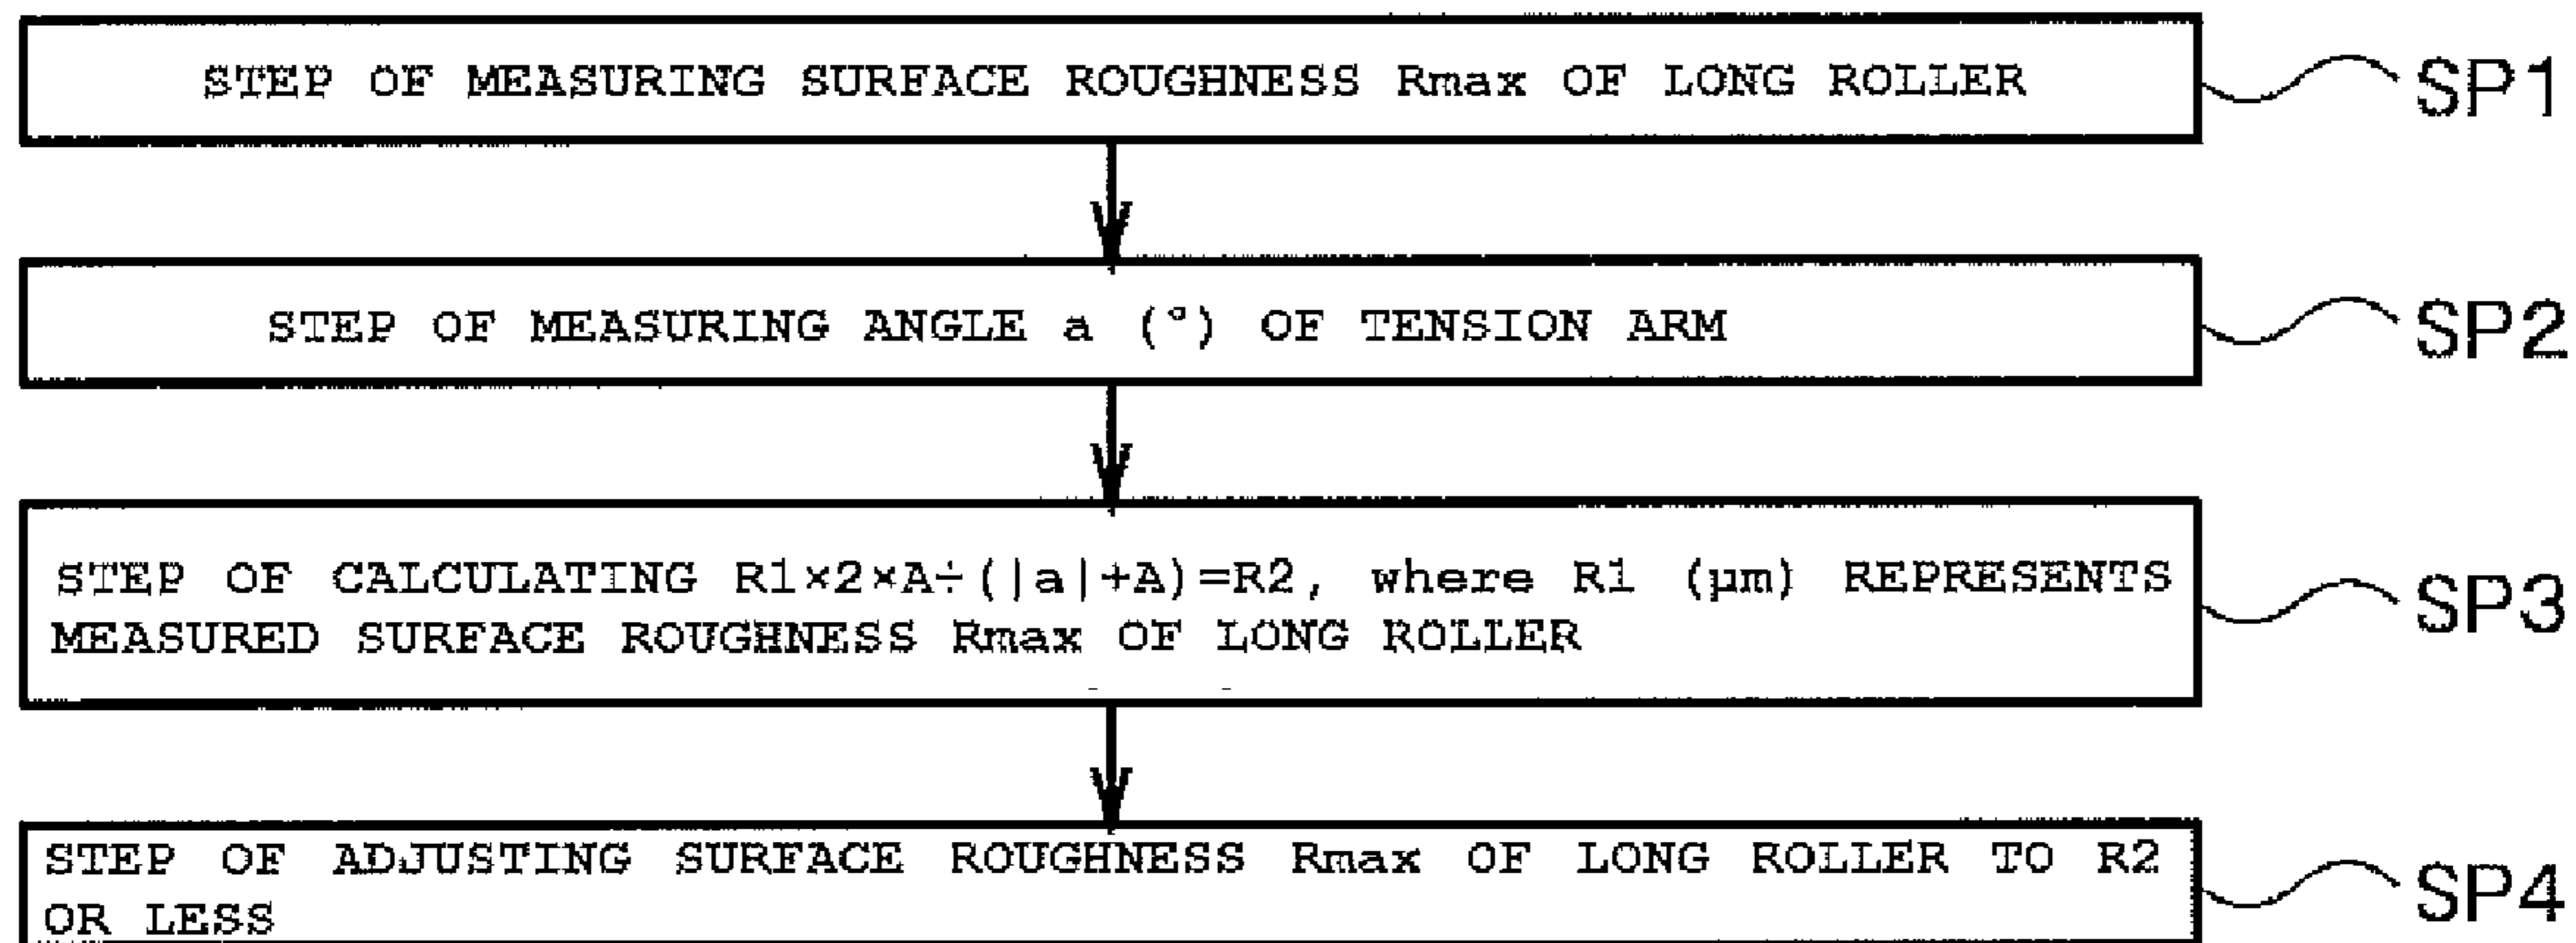 STEP OF MEASURING SURFACE ROUGHNESS Rmax OF LONG ROLLER
SP1
STEP OF MEASURING ANGLE a (°) OF TENSION ARM
SP2
STEP OF CALCULATING R1×2×A÷(|a|+A)=R2, where R1 (μm) REPRESENTS
MEASURED SURFACE ROUGHNESS Rmax OF LONG ROLLER
SP3
STEP OF ADJUSTING SURFACE ROUGHNESS Rmax OF LONG ROLLER TO R2
OR LESS
SP4